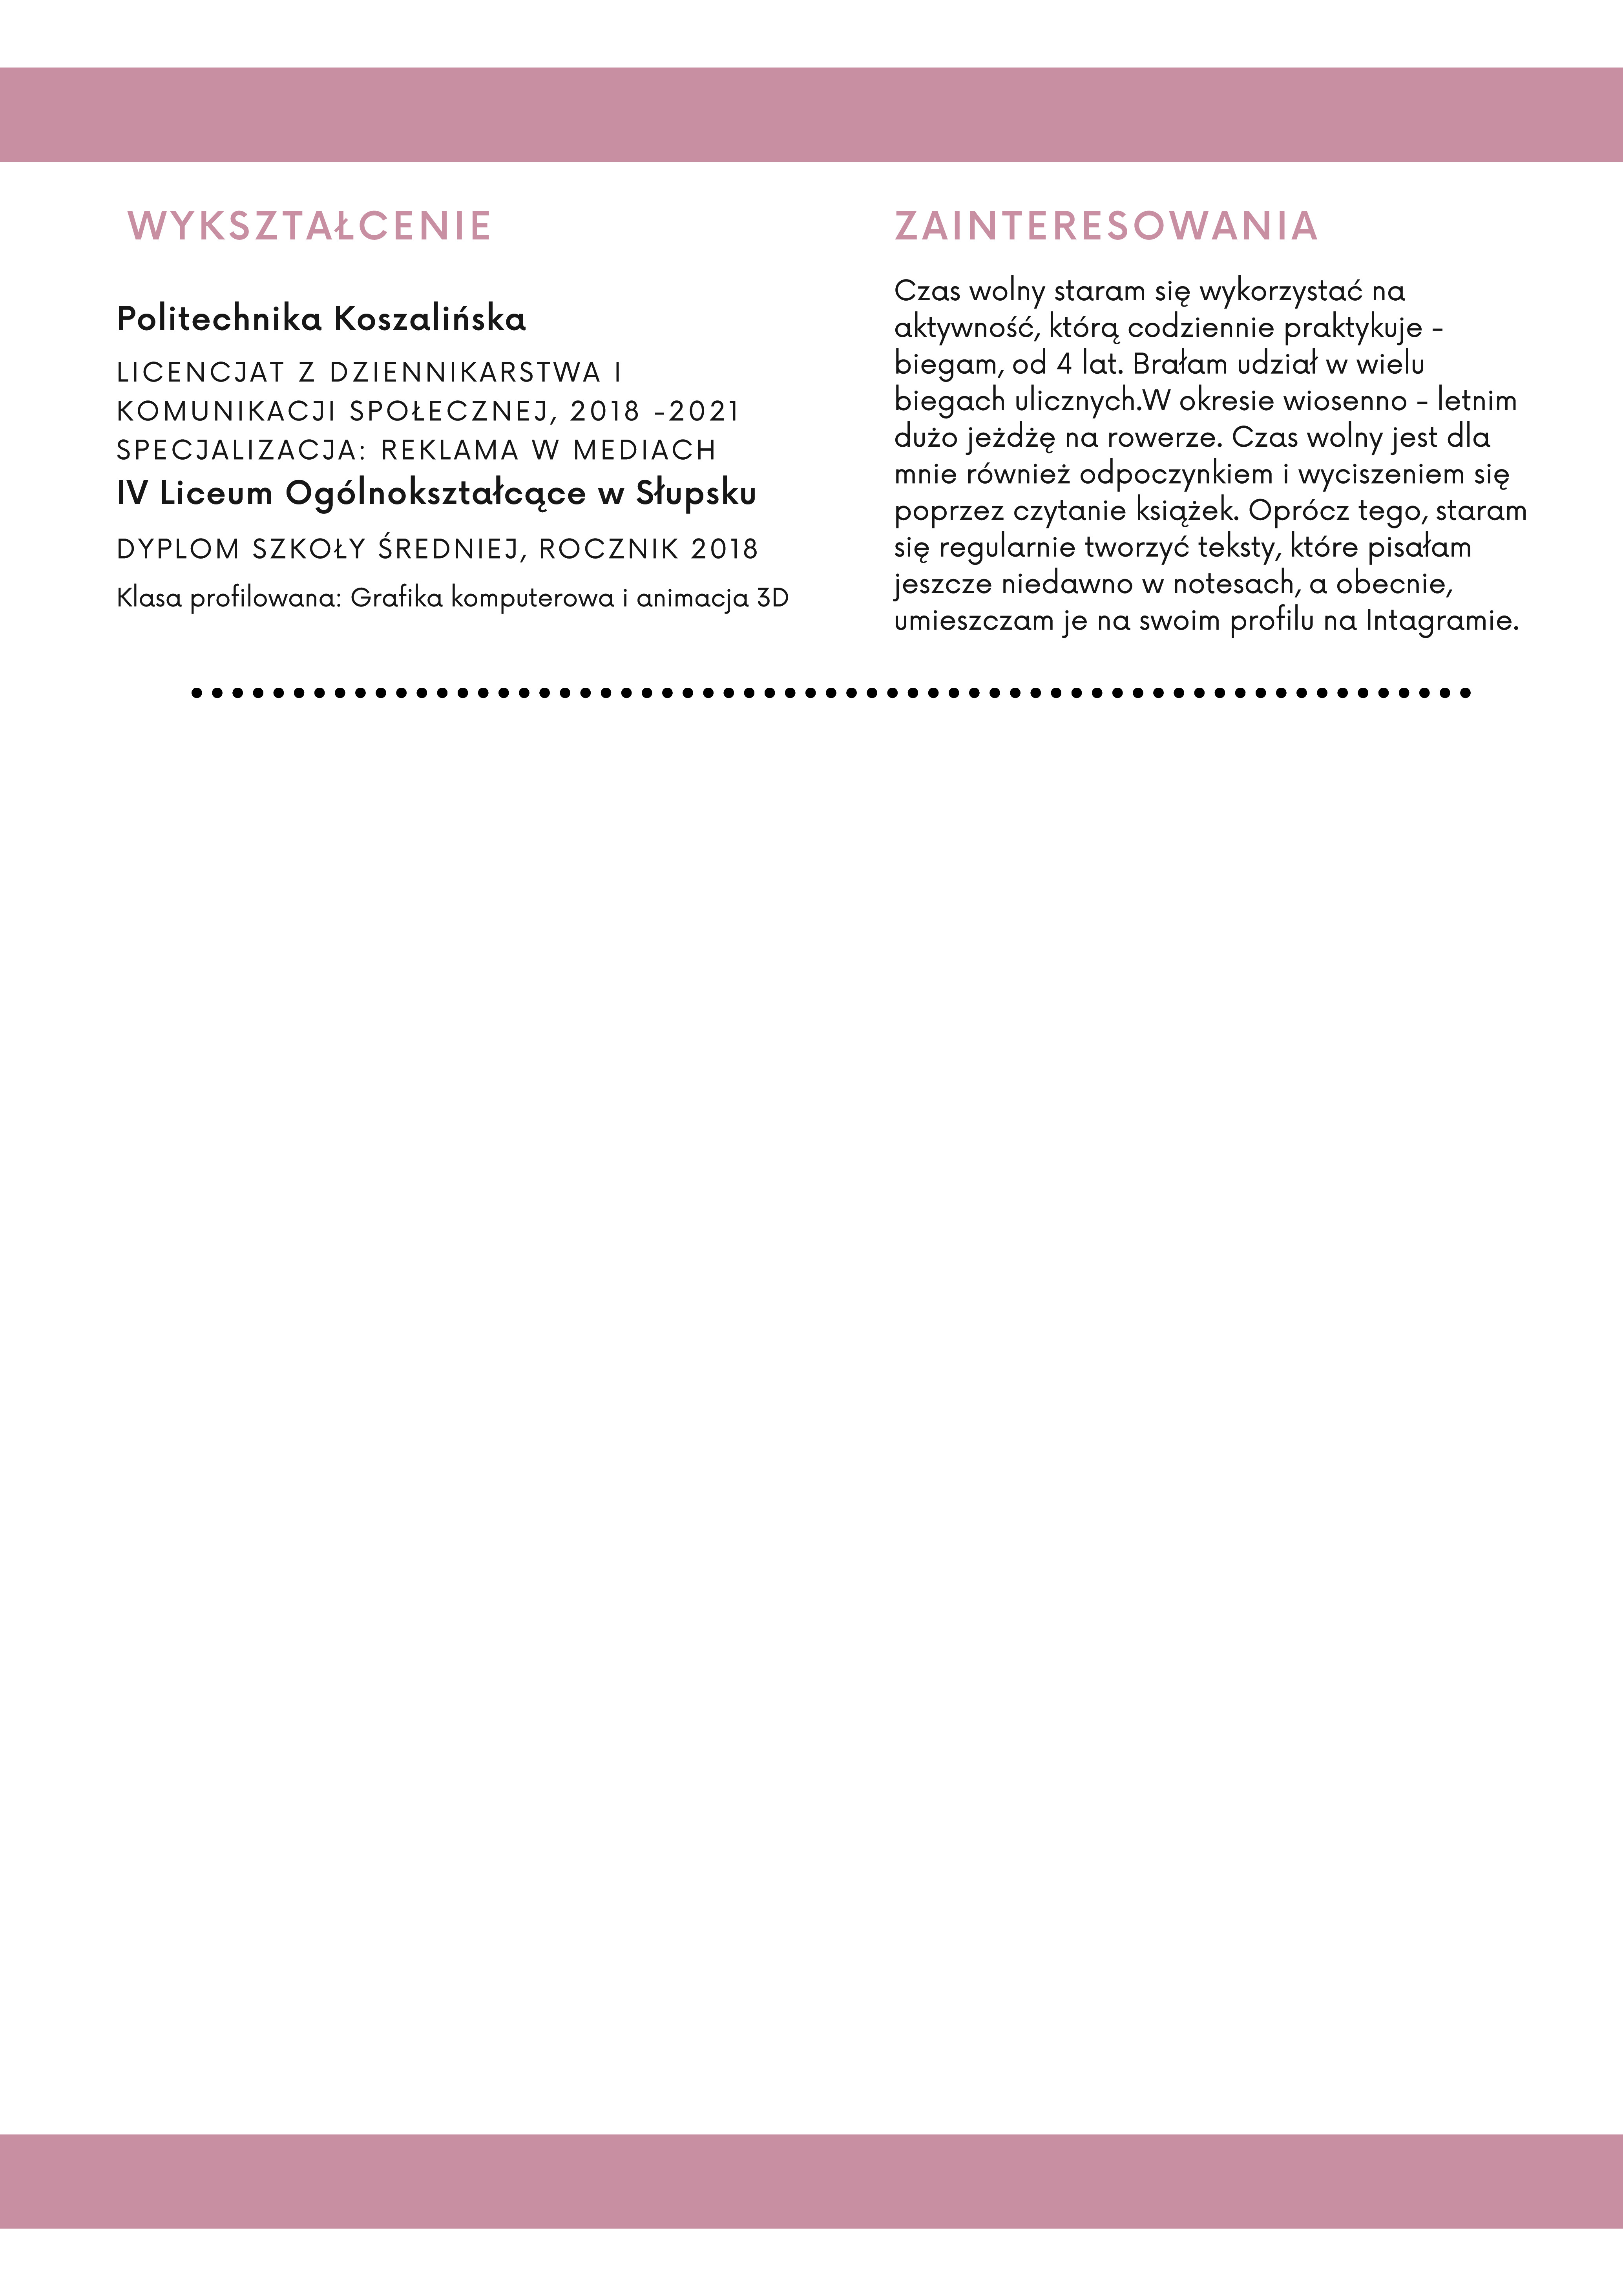 WYKSZTAŁCENIE
Politechnika Koszalińska
LICENCJAT Z DZIENNIKARSTWA I
KOMUNIKACJI SPOŁECZNEJ, 2018 -2021
SPECJALIZACJA: REKLAMA W MEDIACH
IV Liceum Ogólnokształcące w Słupsku
DYPLOM SZKOŁY ŚREDNIEJ, ROCZNIK 2018
Klasa profilowana: Grafika komputerowa i animacja 3D
ZAINTERESOWANIA
Czas wolny staram się wykorzystać na
aktywność, którą codziennie praktykuje -
biegam, od 4 lat. Brałam udział w wielu
biegach ulicznych.W okresie wiosenno - letnim
dużo jeżdżę na rowerze. Czas wolny jest dla
mnie również odpoczynkiem i wyciszeniem się
poprzez czytanie książek. Oprócz tego, staram
się regularnie tworzyć teksty, które pisałam
jeszcze niedawno w notesach, a obecnie,
umieszczam je na swoim profilu na Intagramie.